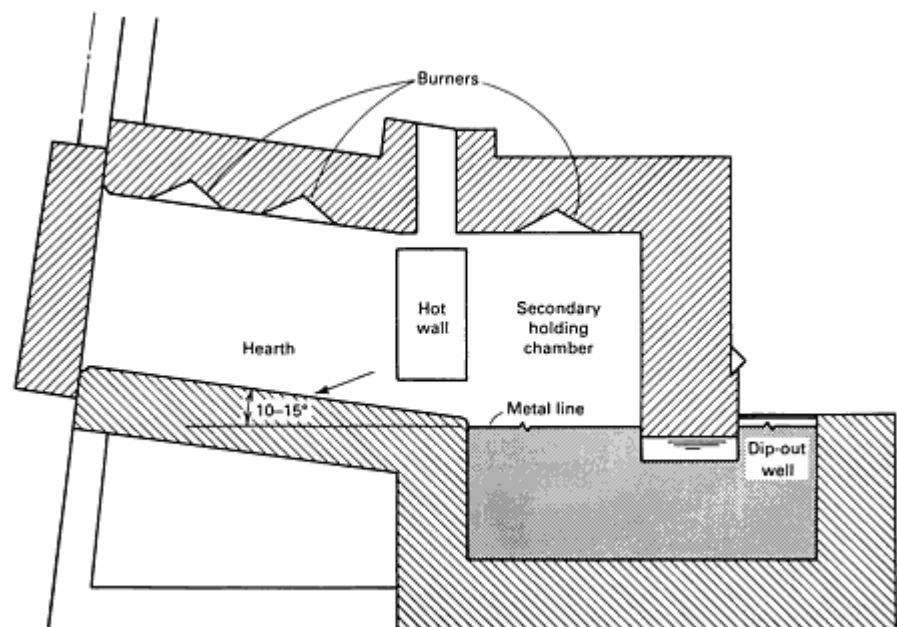 Burners
Hot
wall
Secondary
holding
chamber
Hearth
10–15°
Metal line
Dip-out
well